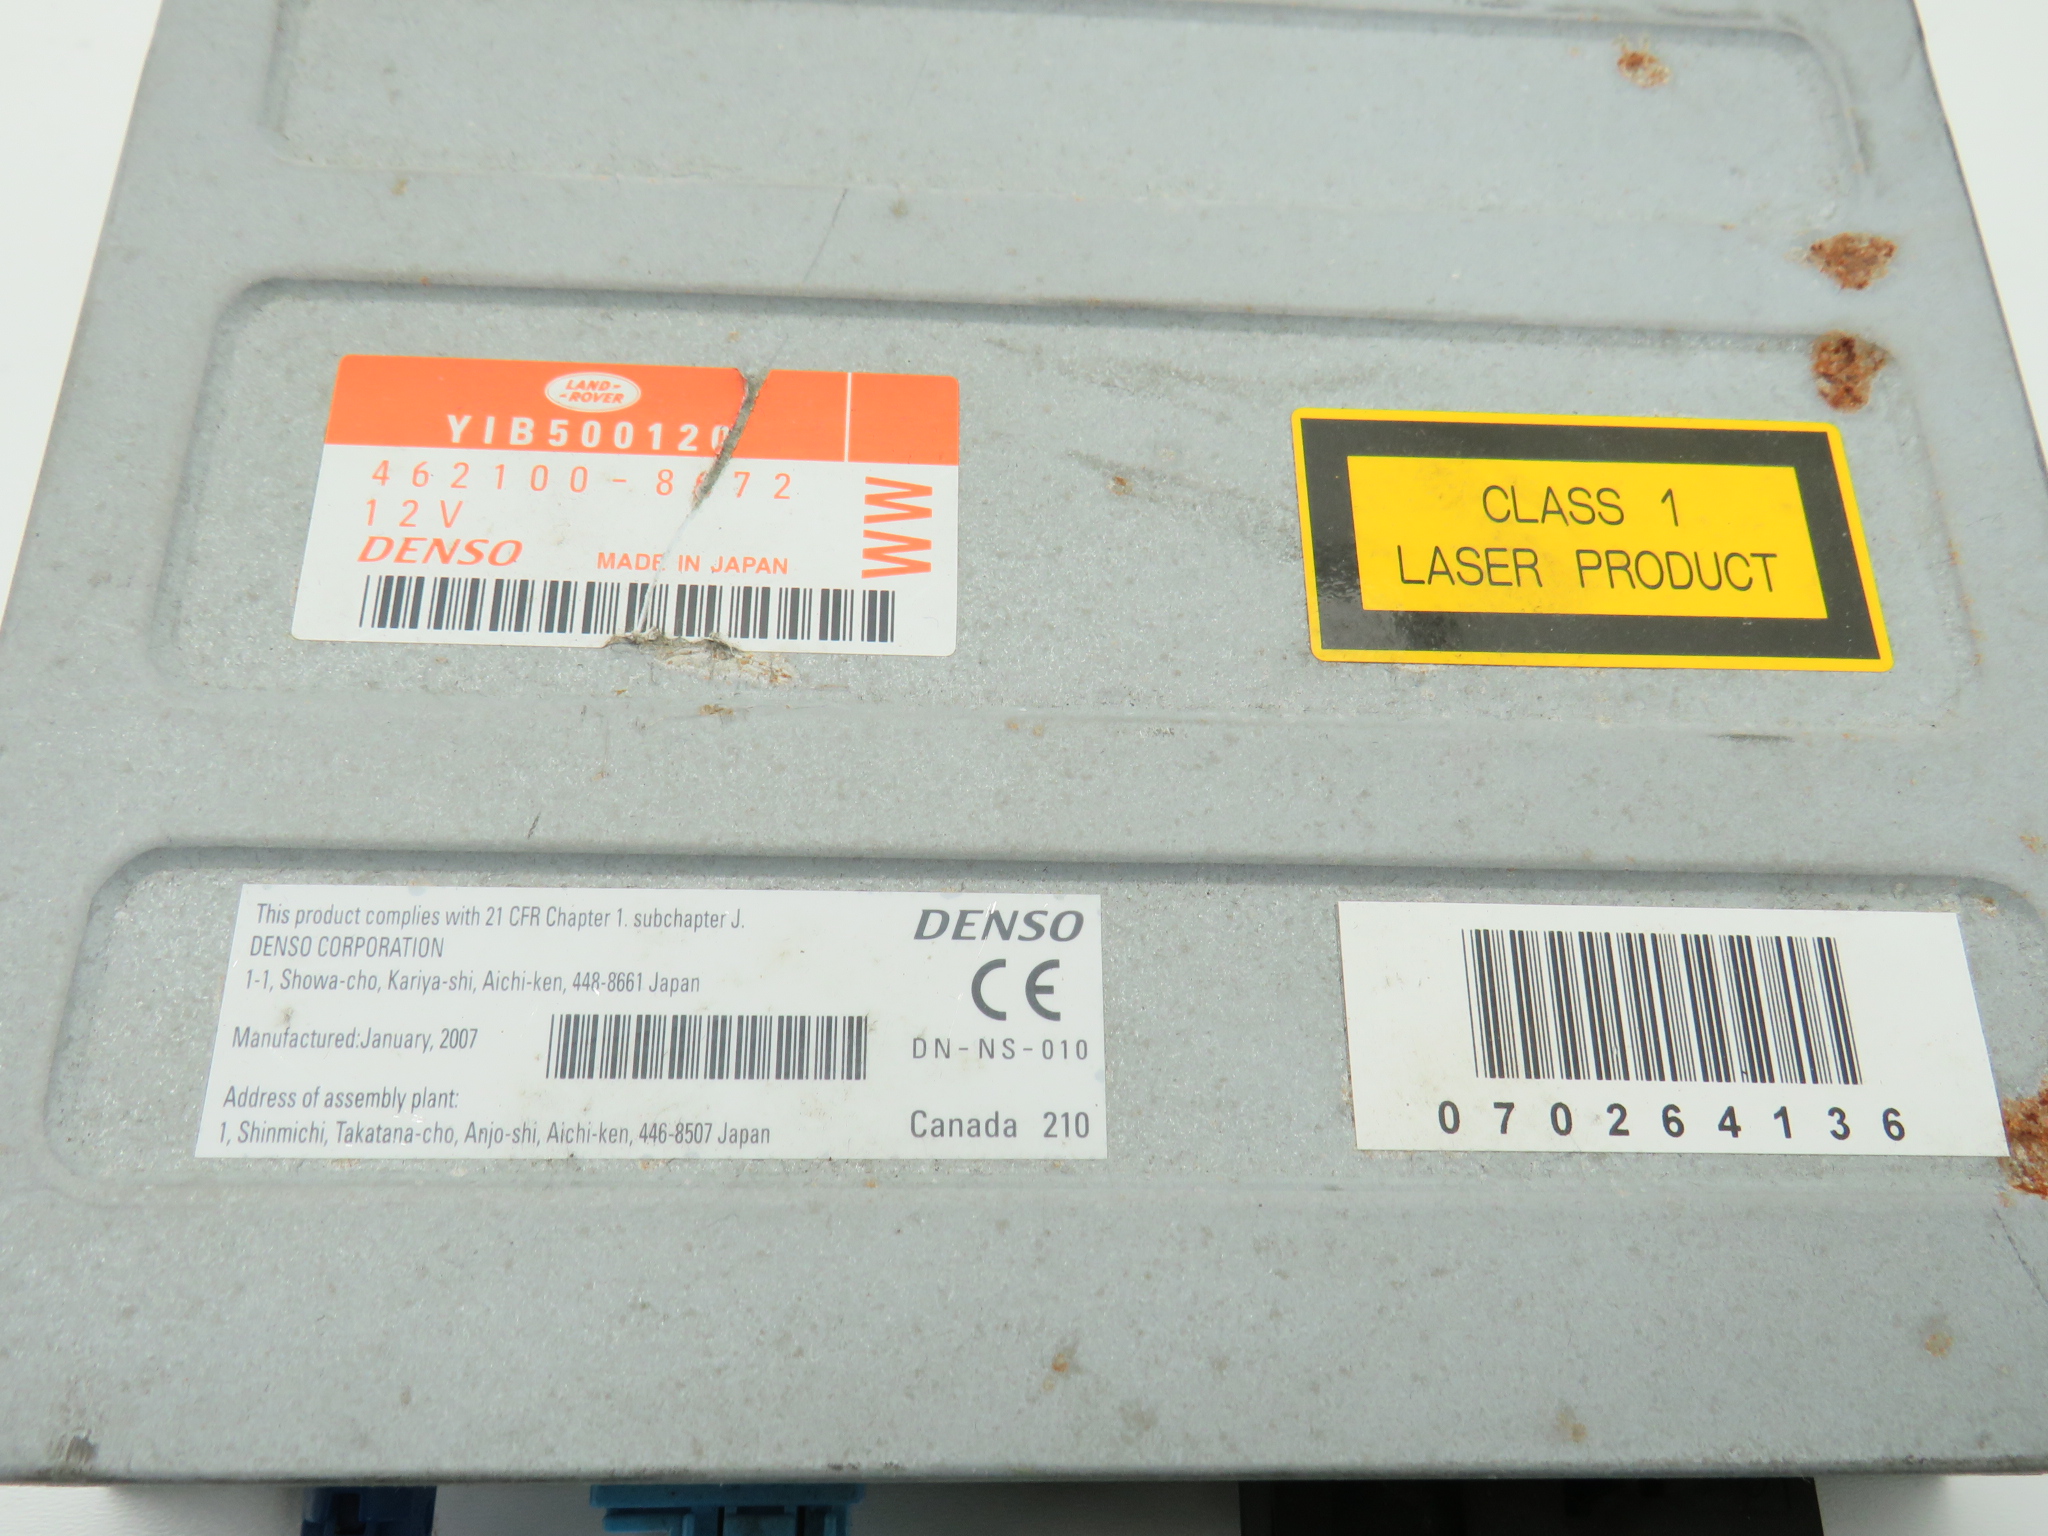 LAND-
-ROVER
YIB500120
462100-8672
12V
WW
DENSO MADE IN JAPAN
CLASS 1
LASER PRODUCT
This product complies with 21 CFR Chapter 1. subchapter J.
DENSO CORPORATION
1-1, Showa-cho, Kariya-shi, Aichi-ken, 448-8661 Japan
Manufactured:January, 2007
Address of assembly plant:
1, Shinmichi, Takatana-cho, Anjo-shi, Aichi-ken, 446-8507 Japan
DENSO
CE
DN-NS-010
Canada 210
070264136